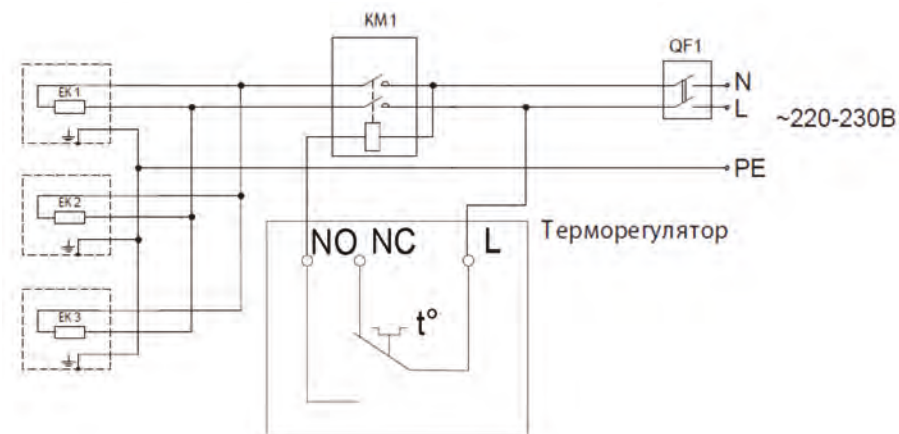 KM1
QF1
EK1
N
L
~220-230В
PE
EK2
Терморегулятор
NO NC L
t°
EK3